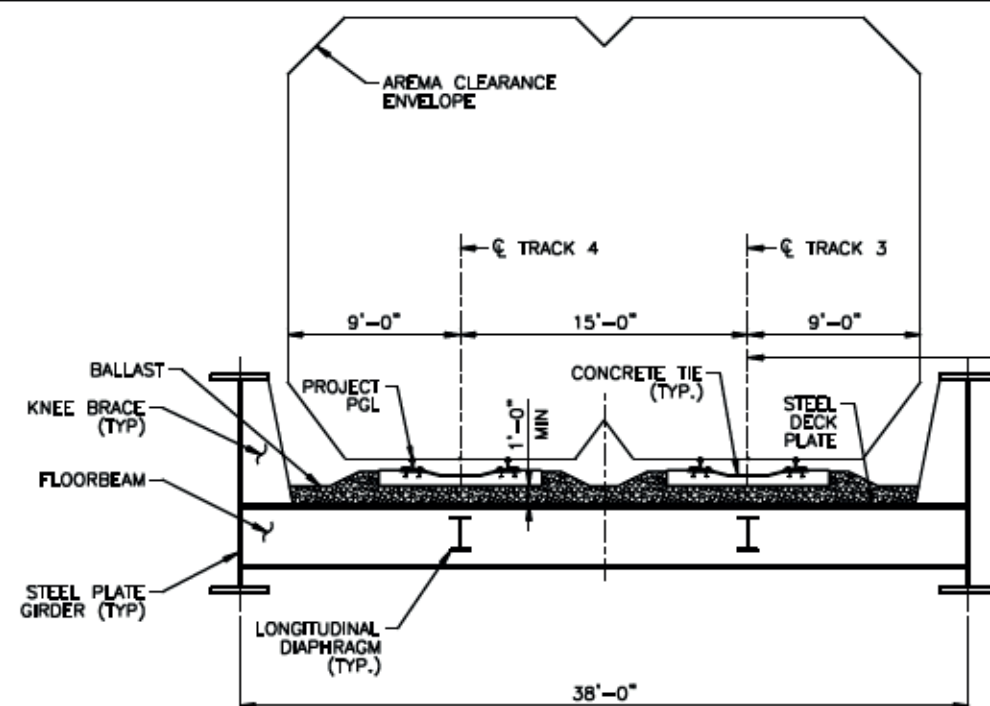 AREMA CLEARANCE
ENVELOPE
℄ TRACK 4
℄ TRACK 3
9'-0"
15'-0"
9'-0"
BALLAST
KNEE BRACE
(TYP)
FLOORBEAM
PROJECT
PGL
1'-0"
MIN
CONCRETE TIE
(TYP.)
STEEL
DECK
PLATE
STEEL PLATE
GIRDER (TYP)
LONGITUDINAL
DIAPHRAGM
(TYP.)
38'-0"